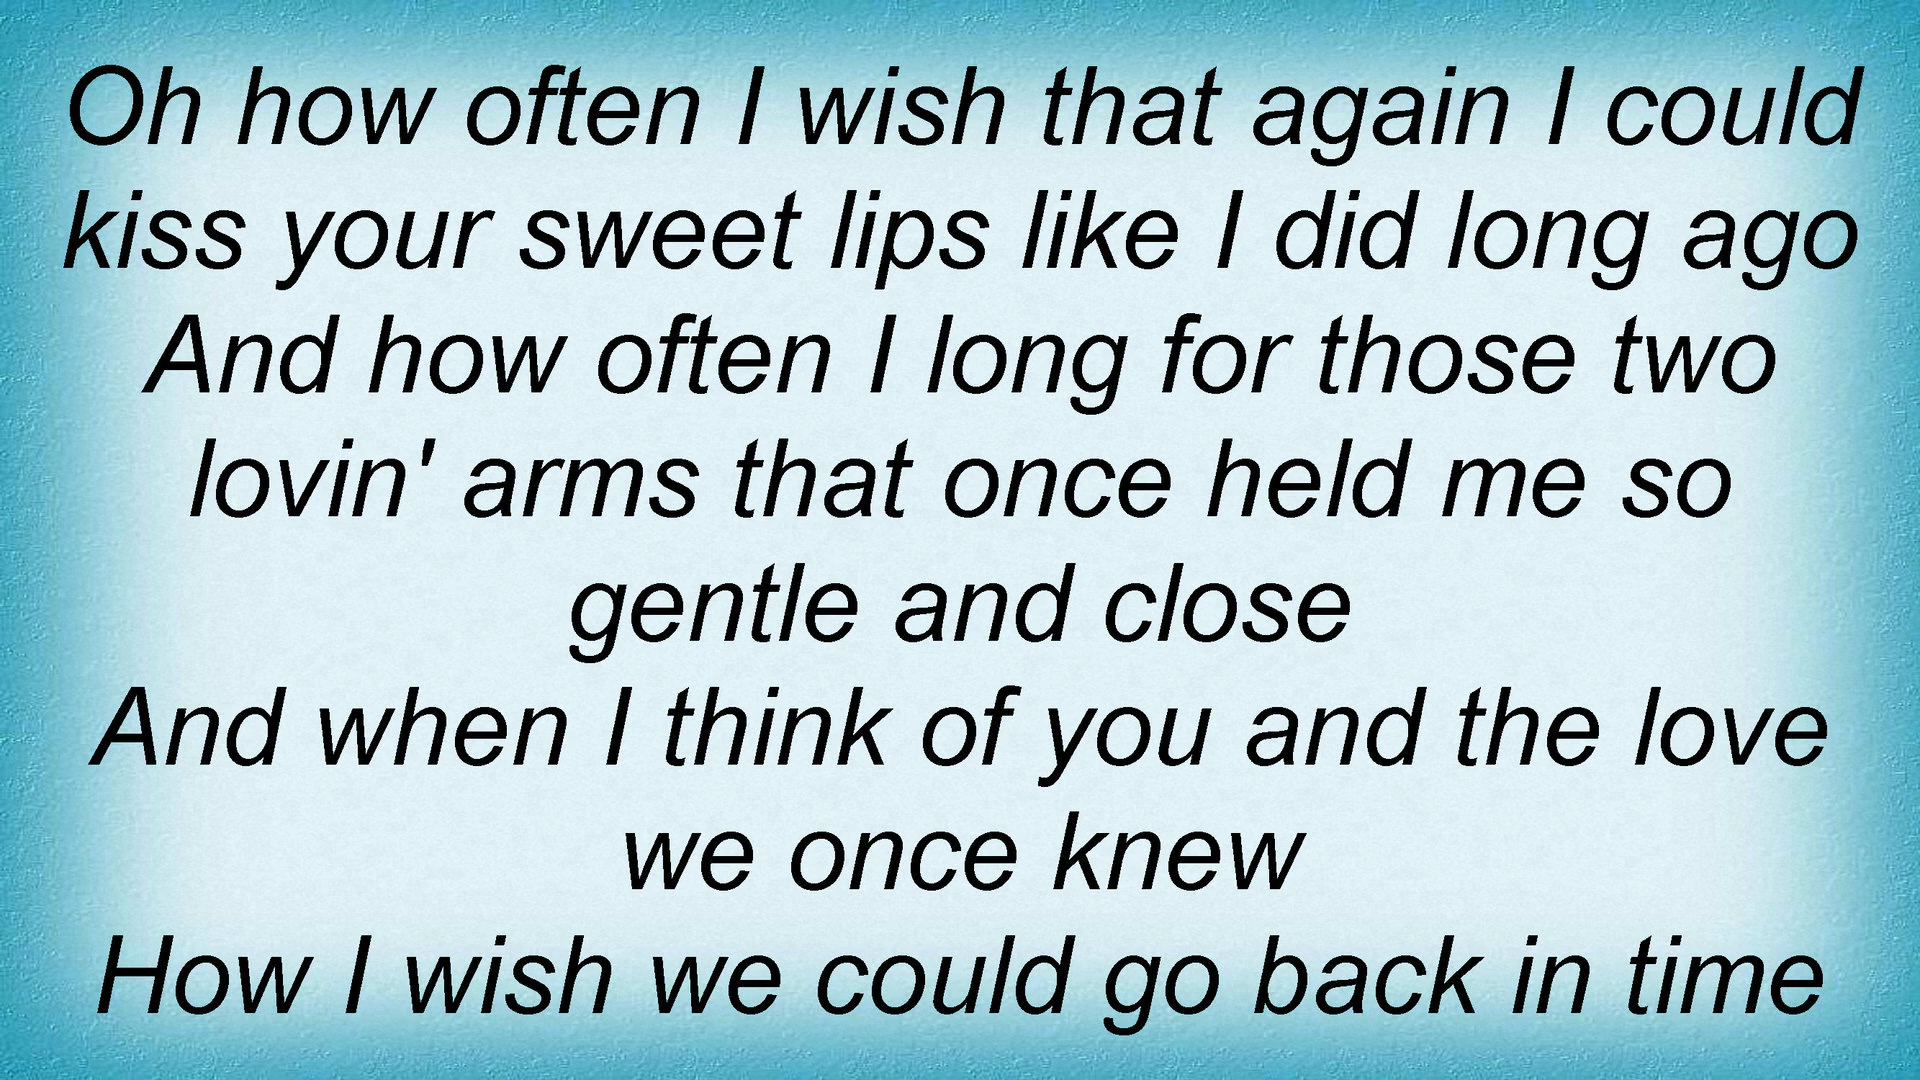 Oh how often I wish that again I could
kiss your sweet lips like I did long ago
And how often I long for those two
lovin' arms that once held me so
gentle and close
And when I think of you and the love
we once knew
How I wish we could go back in time